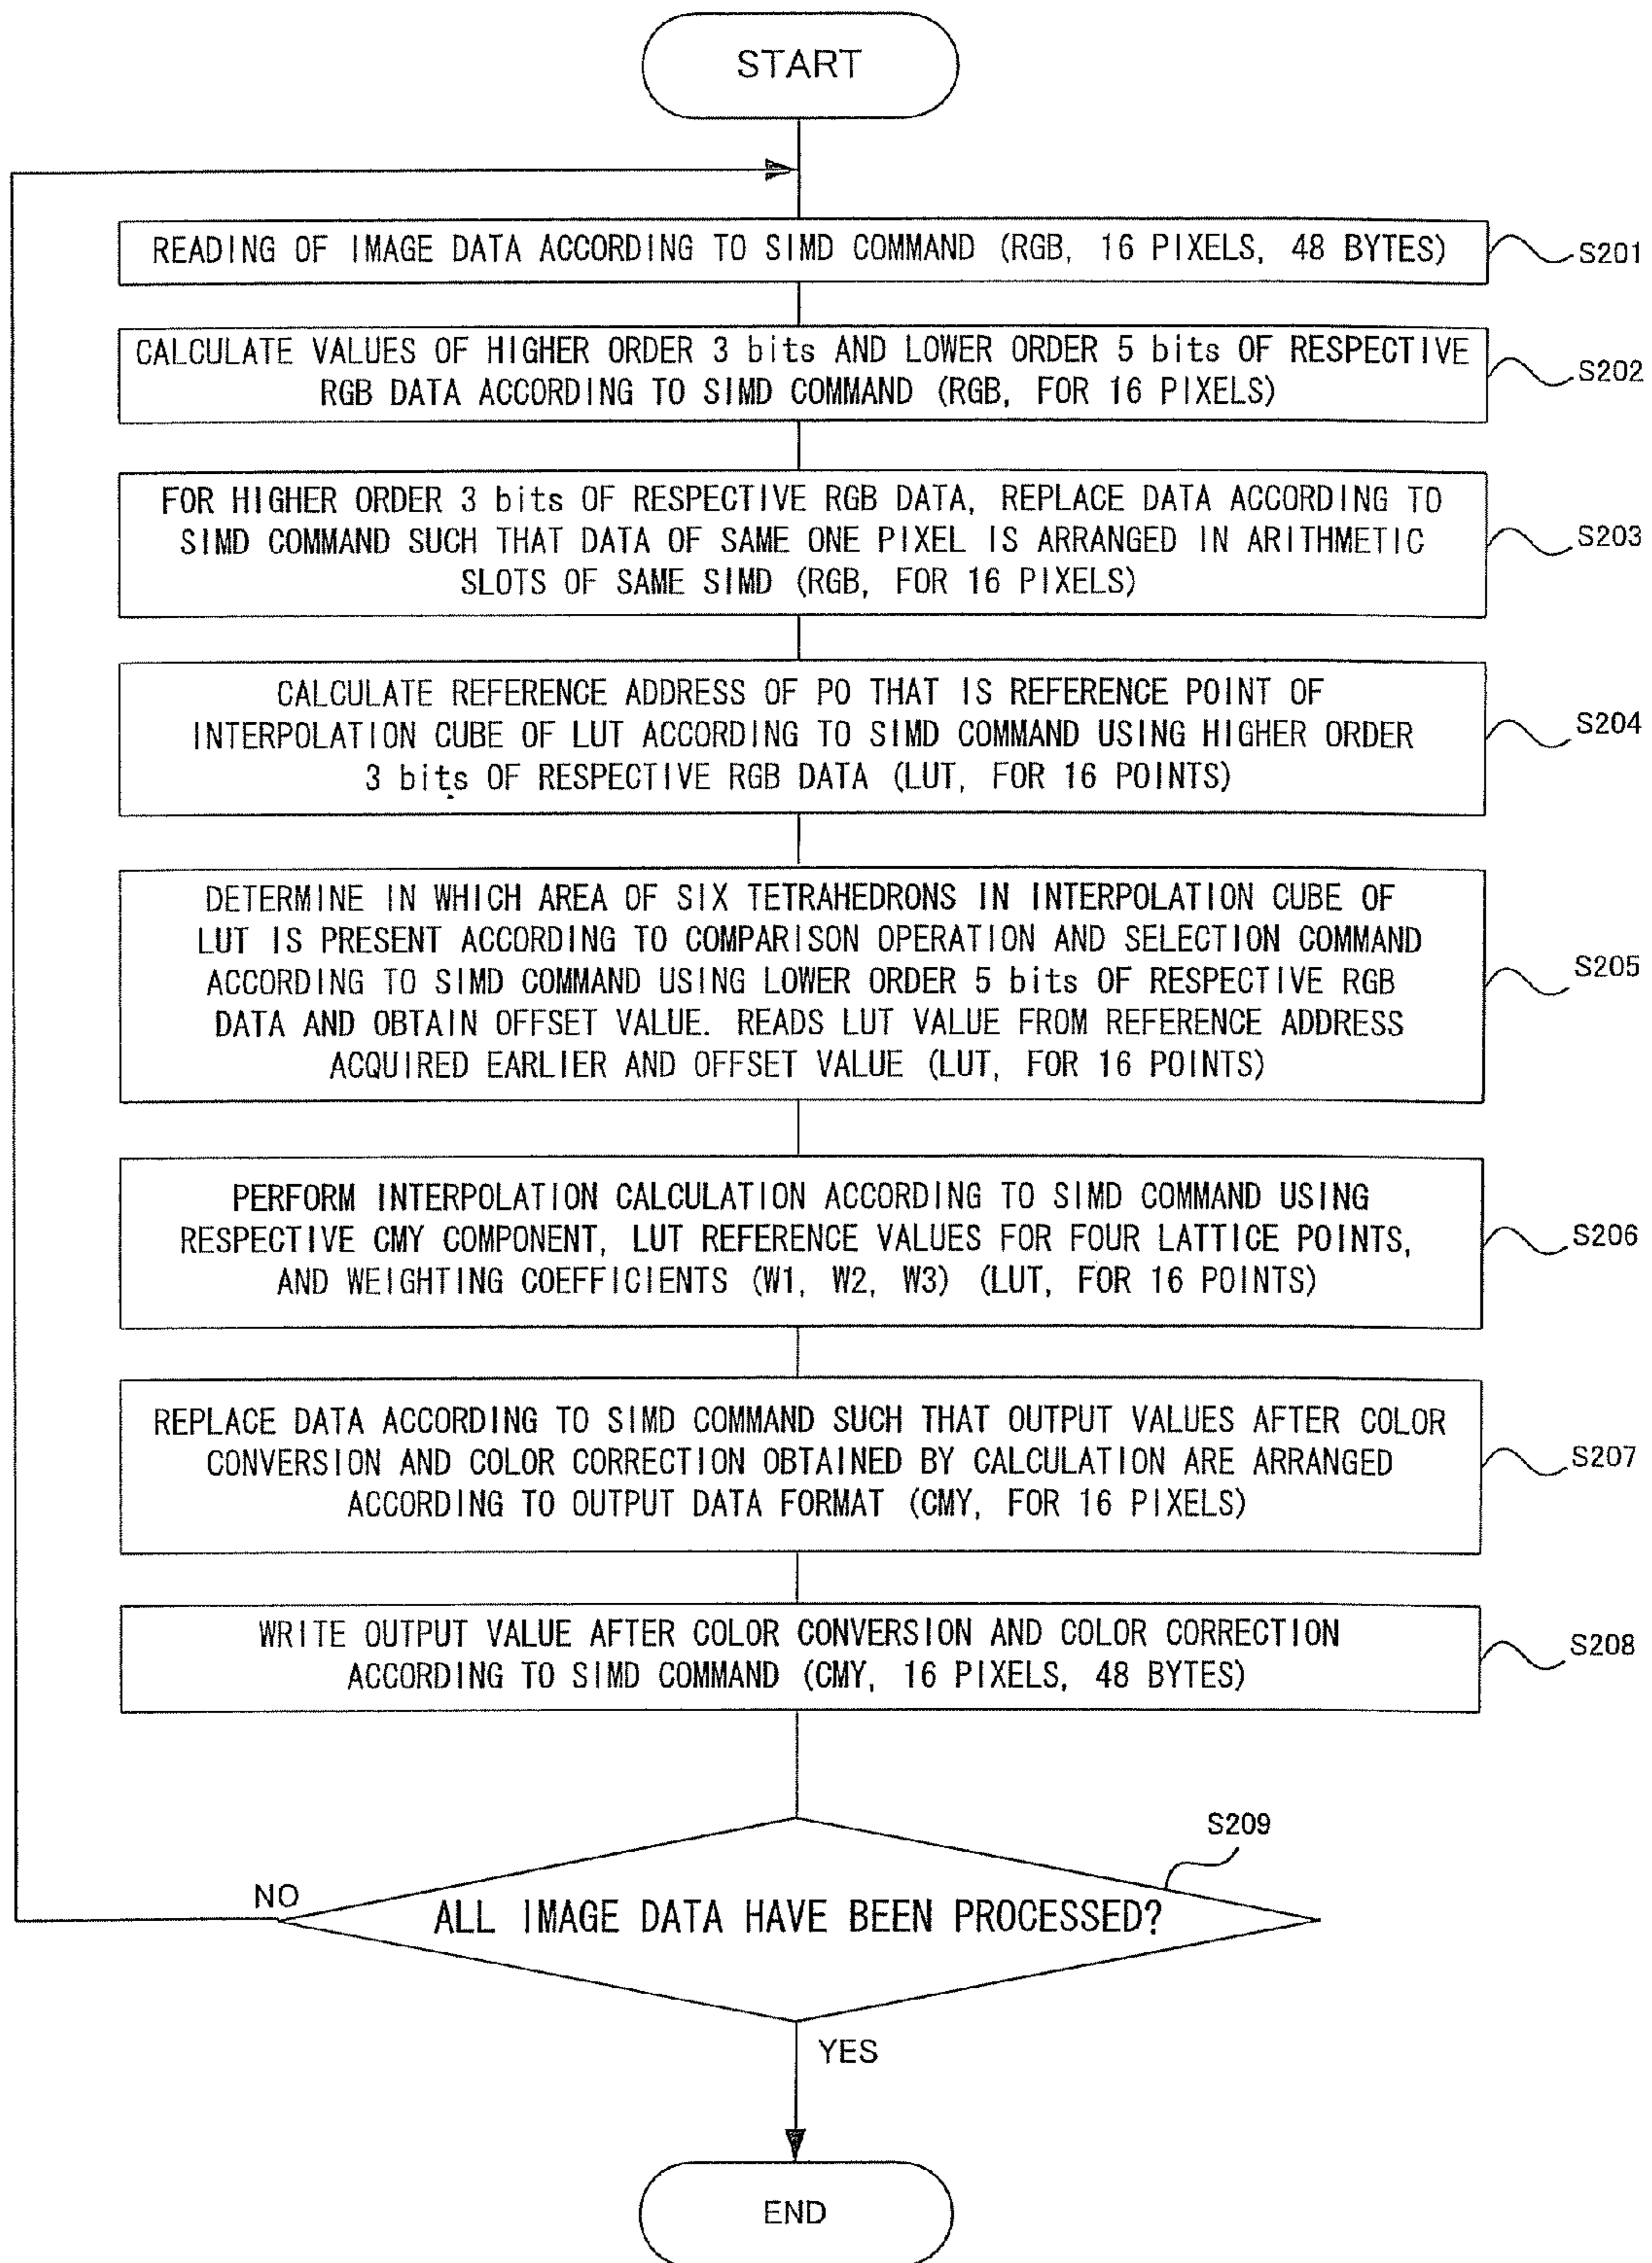 START
READING OF IMAGE DATA ACCORDING TO SIMD COMMAND (RGB, 16 PIXELS, 48 BYTES)
S201
CALCULATE VALUES OF HIGHER ORDER 3 bits AND LOWER ORDER 5 bits OF RESPECTIVE
RGB DATA ACCORDING TO SIMD COMMAND (RGB, FOR 16 PIXELS)
S202
FOR HIGHER ORDER 3 bits OF RESPECTIVE RGB DATA, REPLACE DATA ACCORDING TO
SIMD COMMAND SUCH THAT DATA OF SAME ONE PIXEL IS ARRANGED IN ARITHMETIC
SLOTS OF SAME SIMD (RGB, FOR 16 PIXELS)
S203
CALCULATE REFERENCE ADDRESS OF P0 THAT IS REFERENCE POINT OF
INTERPOLATION CUBE OF LUT ACCORDING TO SIMD COMMAND USING HIGHER ORDER
3 bits OF RESPECTIVE RGB DATA (LUT, FOR 16 POINTS)
S204
DETERMINE IN WHICH AREA OF SIX TETRAHEDRONS IN INTERPOLATION CUBE OF
LUT IS PRESENT ACCORDING TO COMPARISON OPERATION AND SELECTION COMMAND
ACCORDING TO SIMD COMMAND USING LOWER ORDER 5 bits OF RESPECTIVE RGB
DATA AND OBTAIN OFFSET VALUE. READS LUT VALUE FROM REFERENCE ADDRESS
ACQUIRED EARLIER AND OFFSET VALUE (LUT, FOR 16 POINTS)
S205
PERFORM INTERPOLATION CALCULATION ACCORDING TO SIMD COMMAND USING
RESPECTIVE CMY COMPONENT, LUT REFERENCE VALUES FOR FOUR LATTICE POINTS,
AND WEIGHTING COEFFICIENTS (W1, W2, W3) (LUT, FOR 16 POINTS)
S206
REPLACE DATA ACCORDING TO SIMD COMMAND SUCH THAT OUTPUT VALUES AFTER COLOR
CONVERSION AND COLOR CORRECTION OBTAINED BY CALCULATION ARE ARRANGED
ACCORDING TO OUTPUT DATA FORMAT (CMY, FOR 16 PIXELS)
S207
WRITE OUTPUT VALUE AFTER COLOR CONVERSION AND COLOR CORRECTION
ACCORDING TO SIMD COMMAND (CMY, 16 PIXELS, 48 BYTES)
S208
S209
NO
ALL IMAGE DATA HAVE BEEN PROCESSED?
YES
END